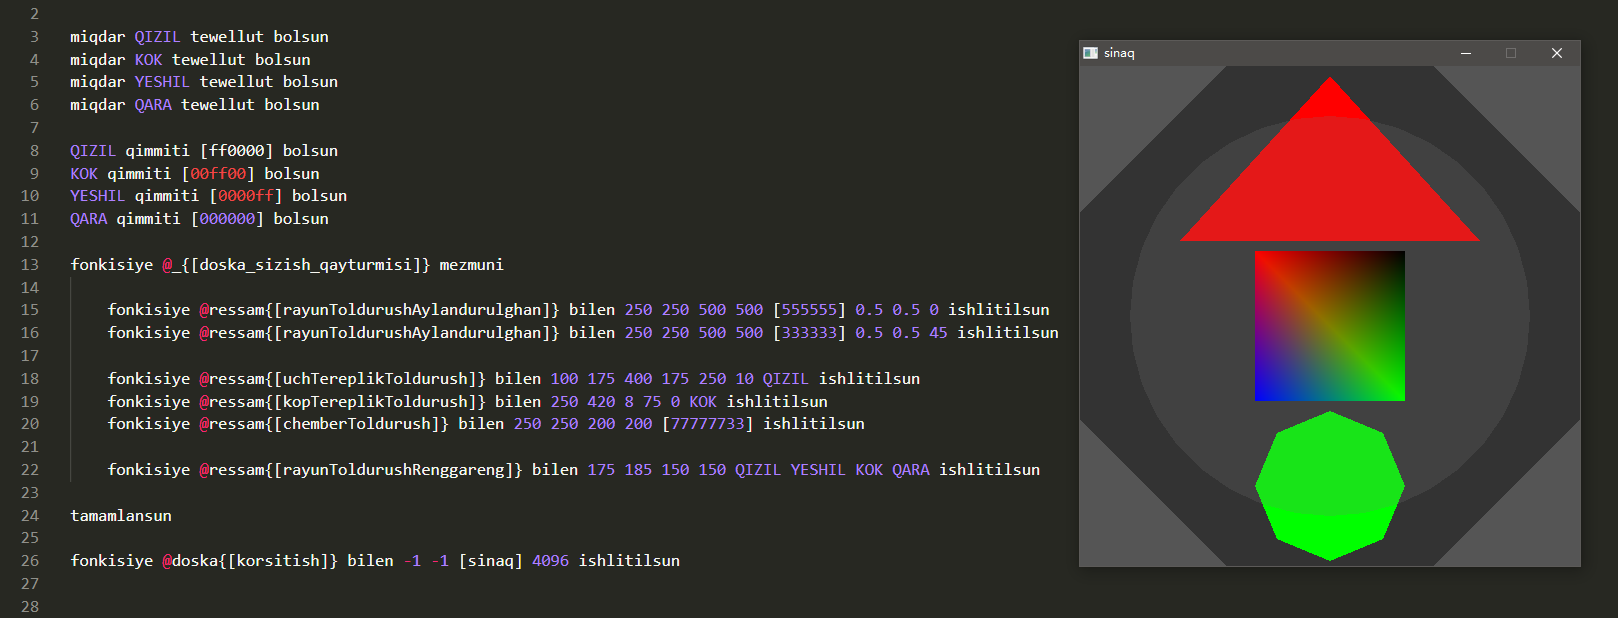 2
3 miqdar QIZIL tewellut bolsun
4 miqdar KOK tewellut bolsun
5 miqdar YESHIL tewellut bolsun
6 miqdar QARA tewellut bolsun
7
8 QIZIL qimmiti [ff0000] bolsun
9 KOK qimmiti [00ff00] bolsun
10 YESHIL qimmiti [0000ff] bolsun
11 QARA qimmiti [000000] bolsun
12
13 fonkisiye @_{[doska_sizish_qayturmisi]} mezmuni
14
15 fonkisiye @ressam{[rayunToldurushAylandurulghan]} bilen 250 250 500 500 [555555] 0.5 0.5 0 ishlitilsun
16 fonkisiye @ressam{[rayunToldurushAylandurulghan]} bilen 250 250 500 500 [333333] 0.5 0.5 45 ishlitilsun
17
18 fonkisiye @ressam{[uchTereplikToldurush]} bilen 100 175 400 175 250 10 QIZIL ishlitilsun
19 fonkisiye @ressam{[kopTereplikToldurush]} bilen 250 420 8 75 0 KOK ishlitilsun
20 fonkisiye @ressam{[chemberToldurush]} bilen 250 250 200 200 [77777733] ishlitilsun
21
22 fonkisiye @ressam{[rayunToldurushRenggareng]} bilen 175 185 150 150 QIZIL YESHIL KOK QARA ishlitilsun
23
24 tamamlansun
25
26 fonkisiye @doska{[korsitish]} bilen -1 -1 [sinaq] 4096 ishlitilsun
27
28
sinaq